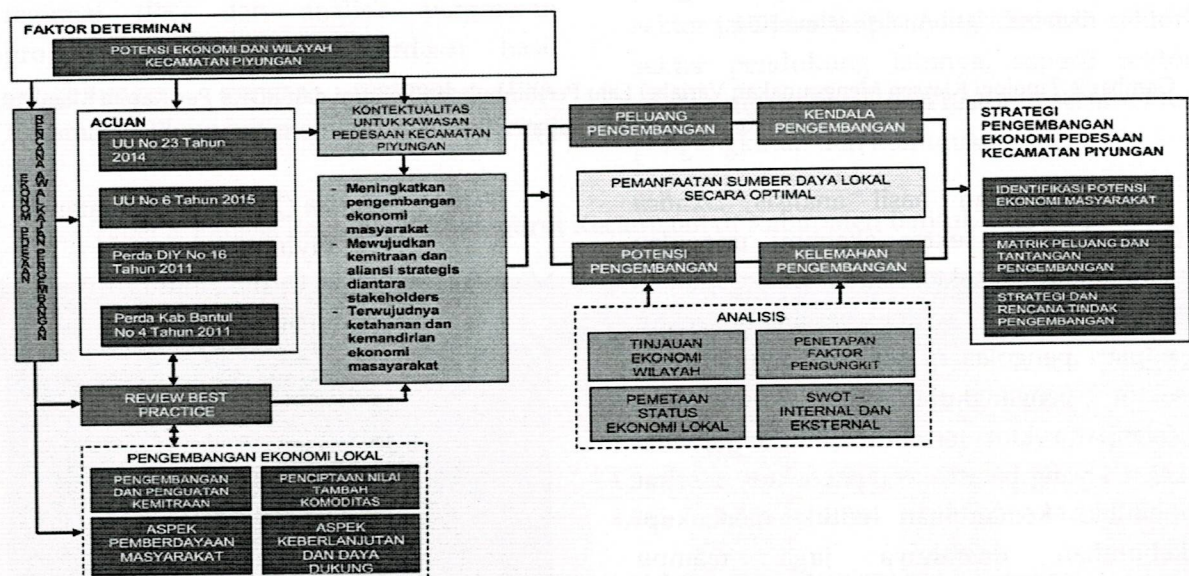 FAKTOR DETERMINAN
POTENSI EKONOMI DAN WILAYAH
KECAMATAN PIYUNGAN
RENCANA AWAL KAJIAN PENGEMBANGAN
EKONOMI PEDESAAN
ACUAN
UU No 23 Tahun
2014
UU No 6 Tahun 2015
Perda DIY No 16
Tahun 2011
Perda Kab Bantul
No 4 Tahun 2011
REVIEW BEST
PRACTICE
PENGEMBANGAN EKONOMI LOKAL
PENGEMBANGAN
DAN PENGUATAN
KEMITRAAN
PENCIPTAAN NILAI
TAMBAH
KOMODITAS
ASPEK
PEMBERDAYAAN
MASYARAKAT
ASPEK
KEBERLANJUTAN
DAN DAYA
DUKUNG
KONTEKTUALITAS
UNTUK KAWASAN
PEDESAAN KECAMATAN
PIYUNGAN
- Meningkatkan
pengembangan
ekonomi
masyarakat
- Mewujudkan
kemitraan dan
aliansi strategis
diantara
stakeholders
- Terwujudnya
ketahanan dan
kemandirian
ekonomi
masayarakat
PELUANG
PENGEMBANGAN
KENDALA
PENGEMBANGAN
PEMANFAATAN SUMBER DAYA LOKAL
SECARA OPTIMAL
POTENSI
PENGEMBANGAN
KELEMAHAN
PENGEMBANGAN
ANALISIS
TINJAUAN
EKONOMI
WILAYAH
PENETAPAN
FAKTOR
PENGUNGKIT
PEMETAAN
STATUS
EKONOMI LOKAL
SWOT –
INTERNAL DAN
EKSTERNAL
STRATEGI
PENGEMBANGAN
EKONOMI PEDESAAN
KECAMATAN PIYUNGAN
IDENTIFIKASI POTENSI
EKONOMI MASYARAKAT
MATRIK PELUANG DAN
TANTANGAN
PENGEMBANGAN
STRATEGI DAN
RENCANA TINDAK
PENGEMBANGAN